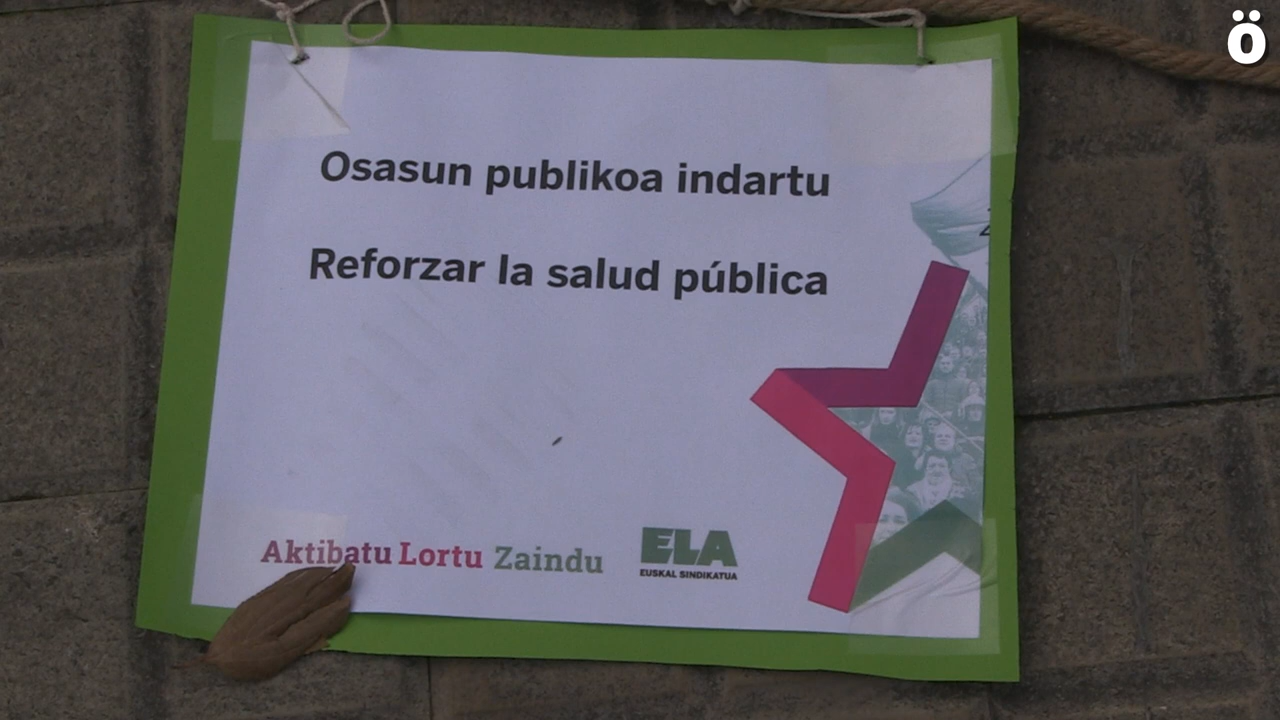 ö
Osasun publikoa indartu
Reforzar la salud pública
Aktibatu Lortu Zaindu
ELA
EUSKAL SINDIKATUA